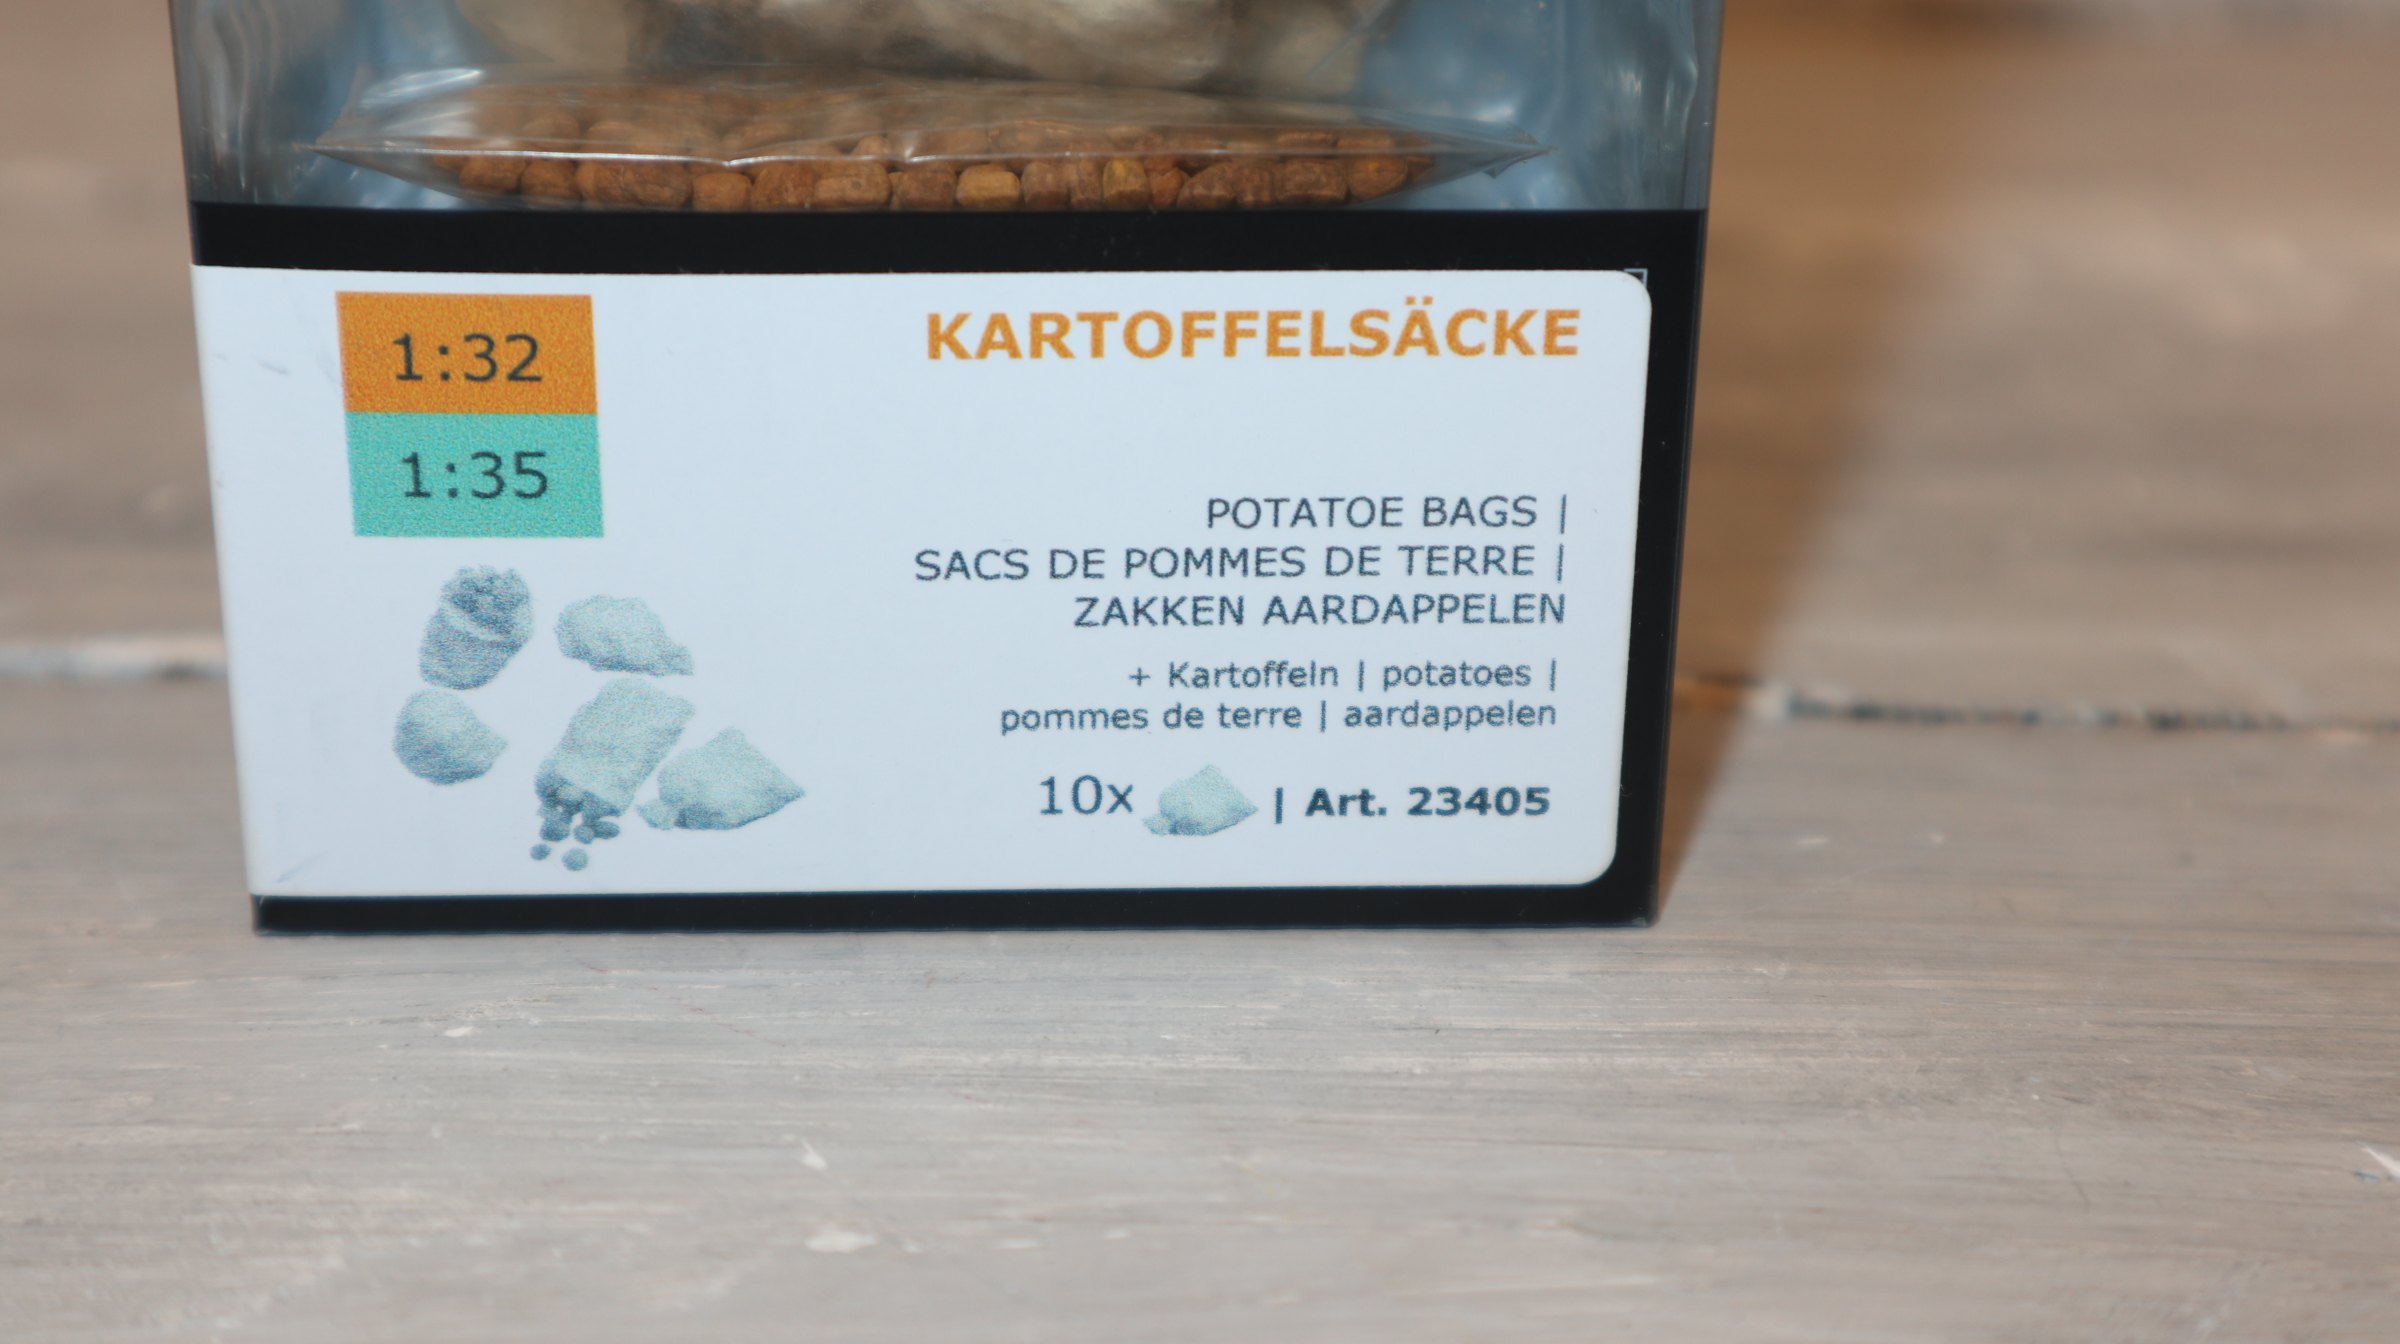 1:32
1:35
KARTOFFELSÄCKE
POTATOE BAGS |
SACS DE POMMES DE TERRE |
ZAKKEN AARDAPPELEN
+ Kartoffeln | potatoes |
pommes de terre | aardappelen
10x | Art. 23405